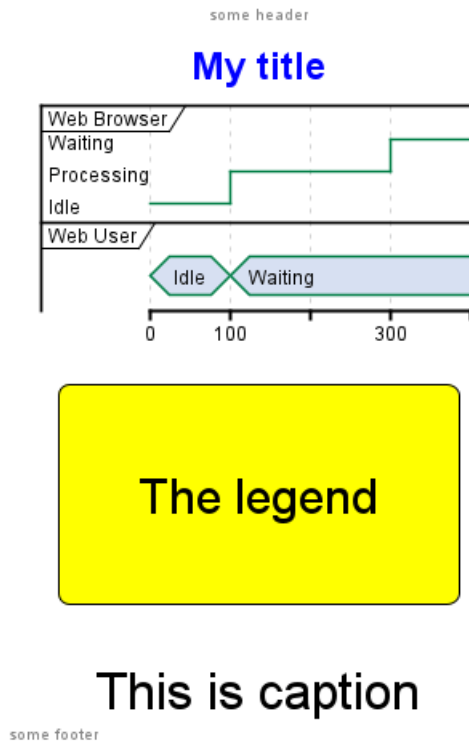 some header
My title
Web Browser
Waiting
Processing
Idle
Web User
Idle Waiting
0 100 300
The legend
This is caption
some footer